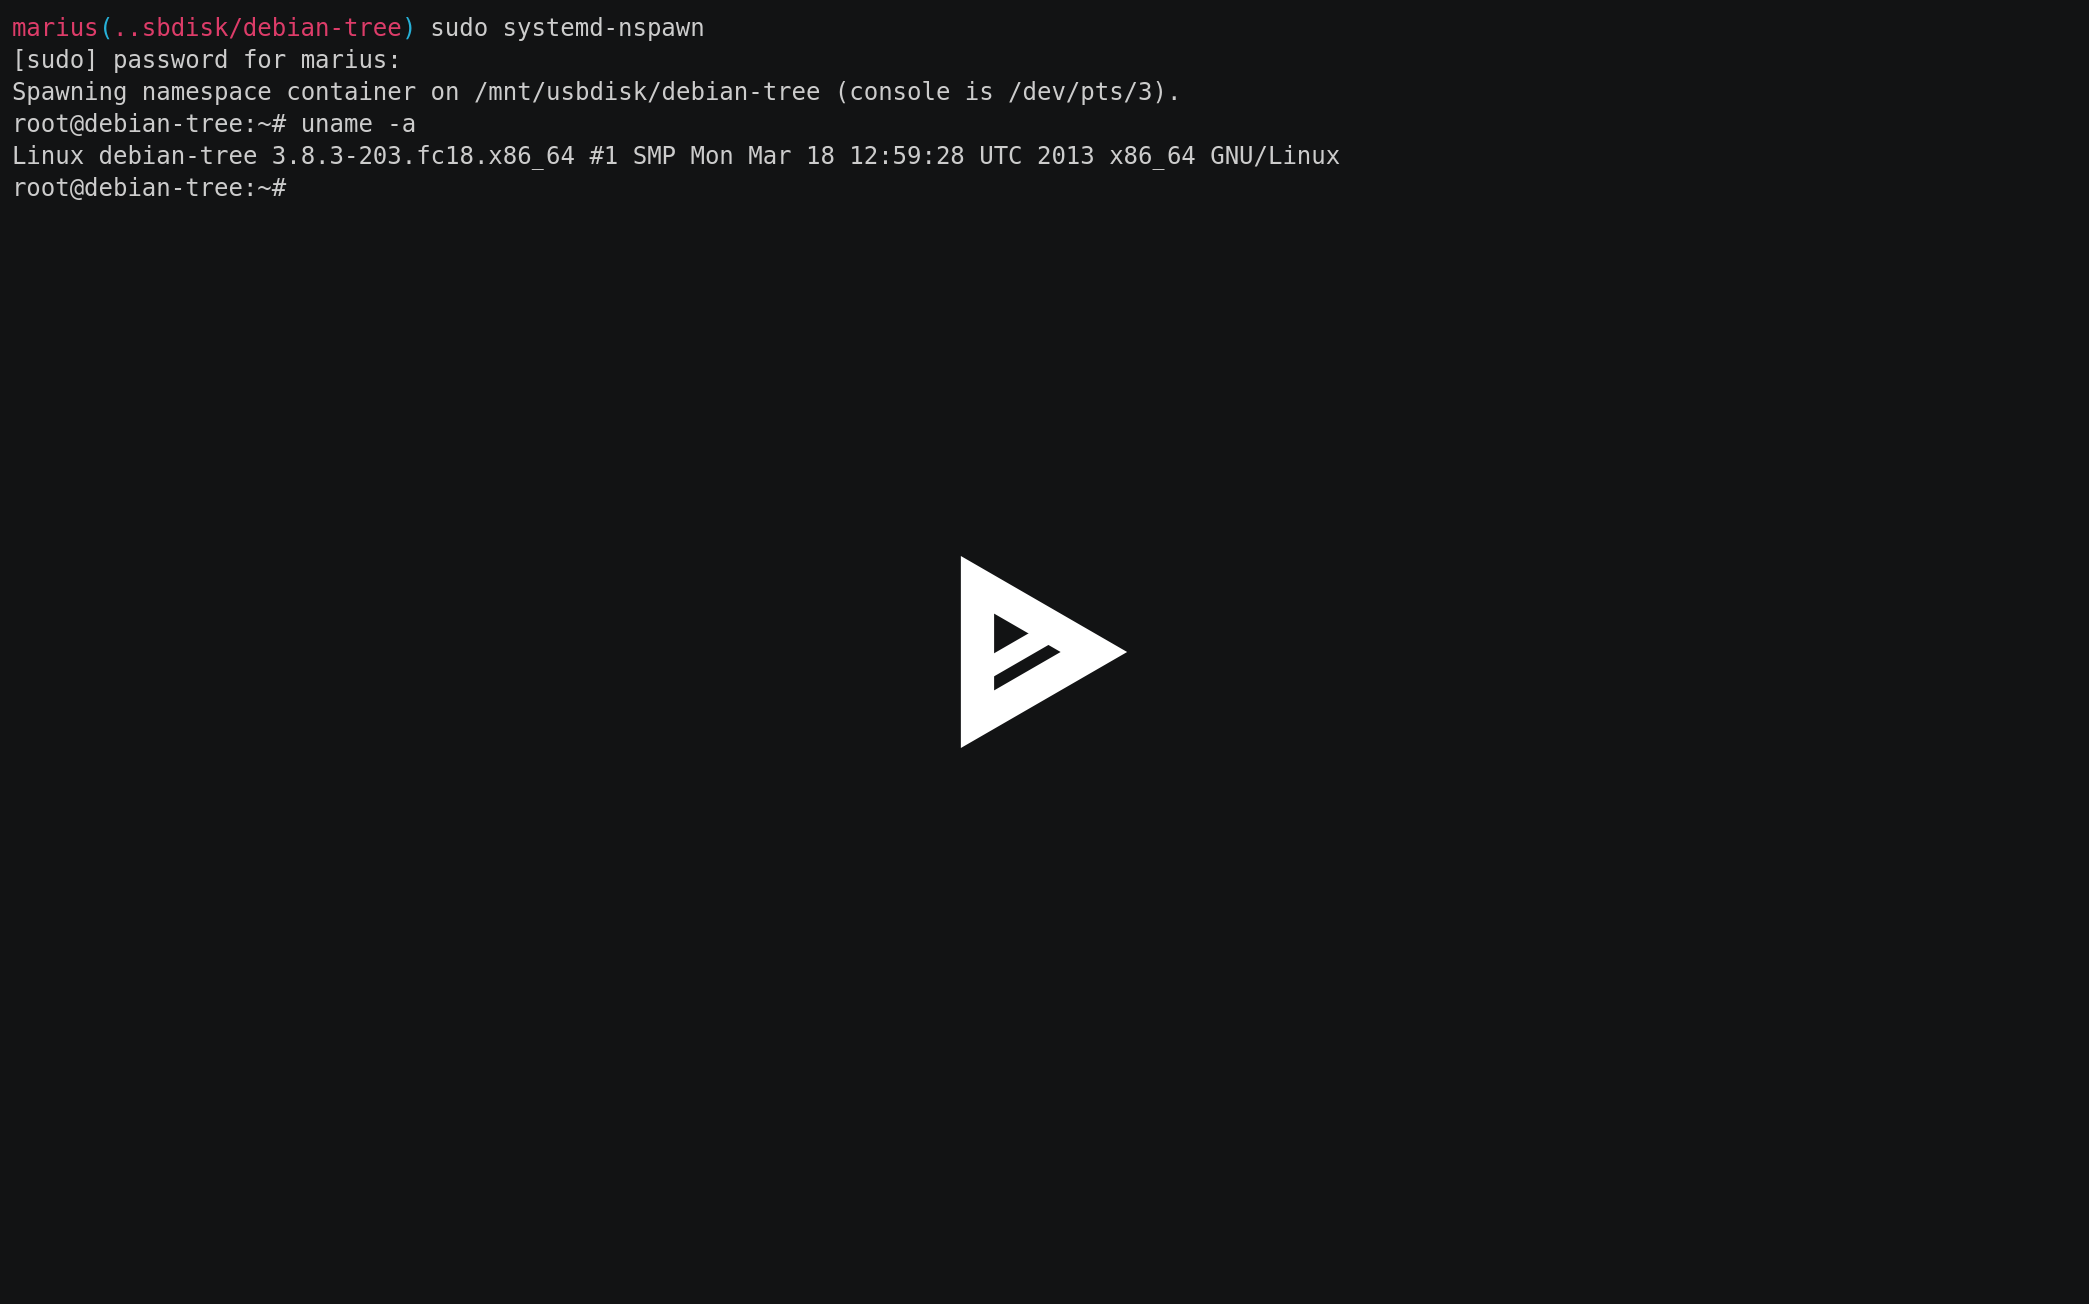 marius(..sbdisk/debian-tree) sudo systemd-nspawn
[sudo] password for marius:
Spawning namespace container on /mnt/usbdisk/debian-tree (console is /dev/pts/3).
root@debian-tree:~# uname -a
Linux debian-tree 3.8.3-203.fc18.x86_64 #1 SMP Mon Mar 18 12:59:28 UTC 2013 x86_64 GNU/Linux
root@debian-tree:~#